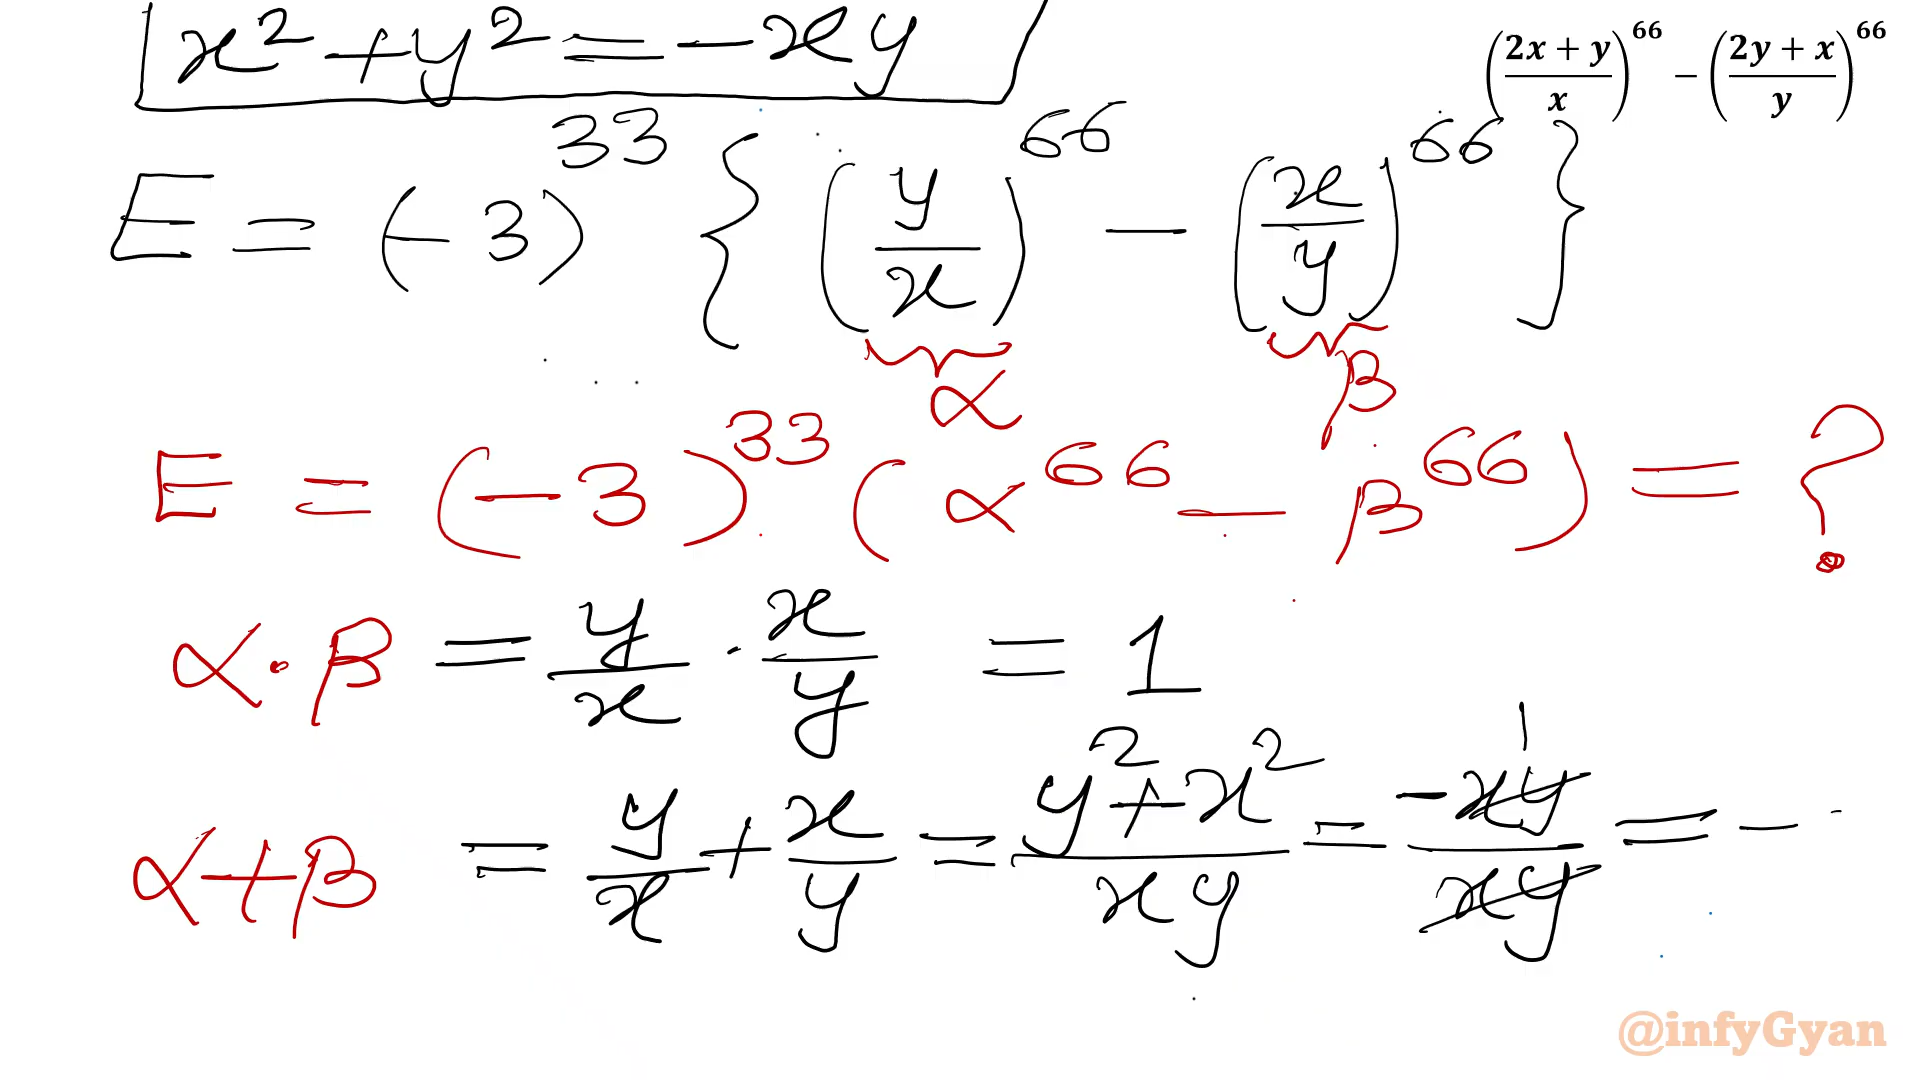 x² + y² = -xy
((2x + y)/x)^66 − ((2y + x)/y)^66
E = (-3)^33 { (y/x)^66 − (x/y)^66 }
α β
E = (-3)^33 (α^66 − β^66) = ?
α·β = y/x · x/y = 1
α+β = y/x + x/y = (y²+x²)/(xy) = -xy/xy = -
1
@infyGyan